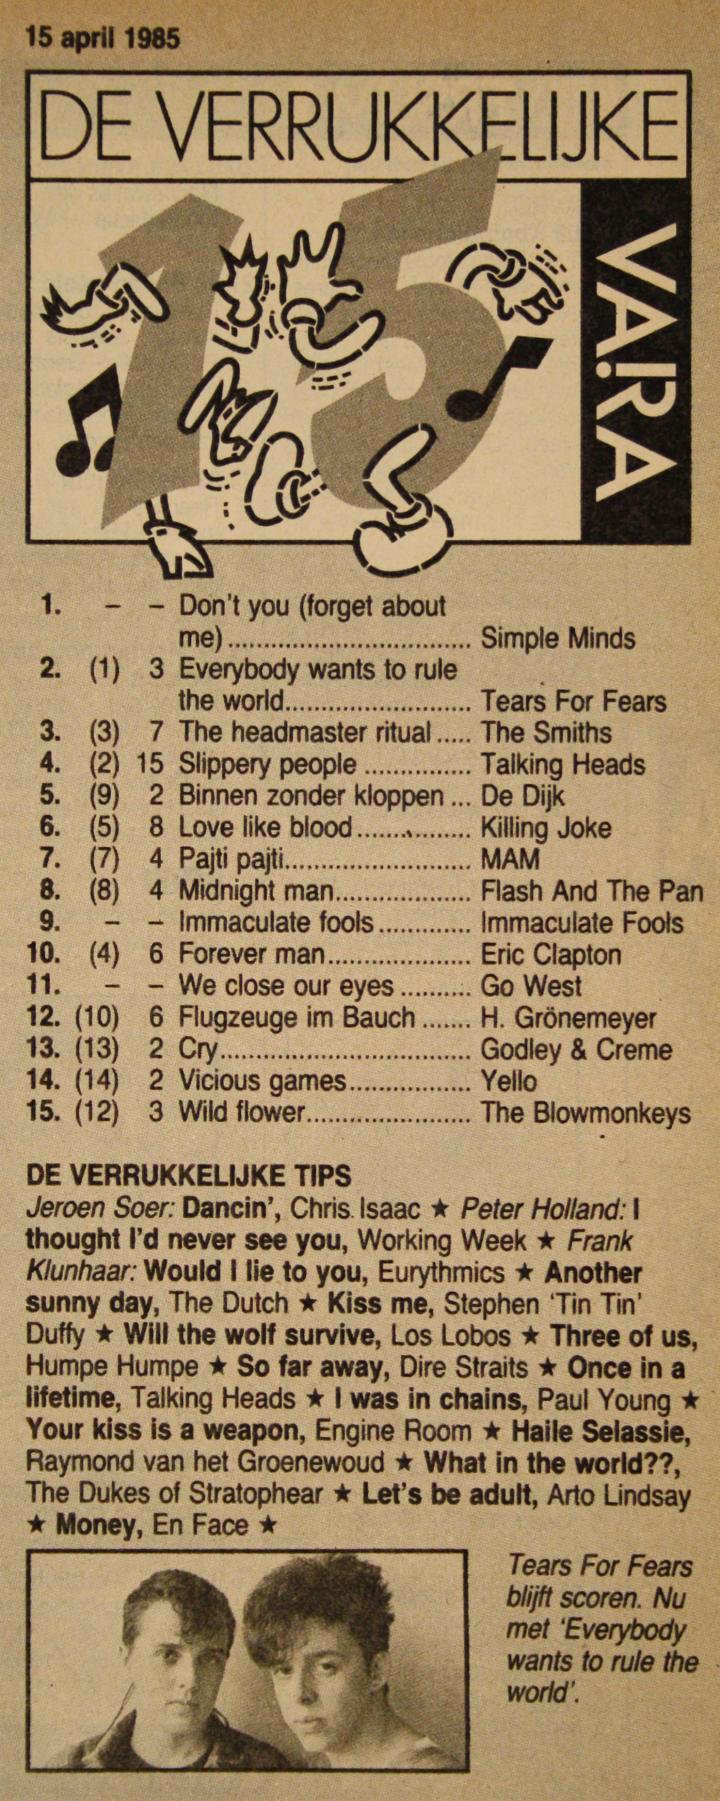 15 april 1985
DE VERRUKKELIJKE
15
VARA
1. – – Don't you (forget about
me) ................................. Simple Minds
2. (1) 3 Everybody wants to rule
the world......................... Tears For Fears
3. (3) 7 The headmaster ritual ..... The Smiths
4. (2) 15 Slippery people ............... Talking Heads
5. (9) 2 Binnen zonder kloppen ... De Dijk
6. (5) 8 Love like blood ............... Killing Joke
7. (7) 4 Pajti pajti......................... MAM
8. (8) 4 Midnight man................... Flash And The Pan
9. – – Immaculate fools ............. Immaculate Fools
10. (4) 6 Forever man.................... Eric Clapton
11. – – We close our eyes .......... Go West
12. (10) 6 Flugzeuge im Bauch ....... H. Grönemeyer
13. (13) 2 Cry.................................. Godley & Creme
14. (14) 2 Vicious games................. Yello
15. (12) 3 Wild flower....................... The Blowmonkeys
DE VERRUKKELIJKE TIPS
Jeroen Soer: Dancin', Chris Isaac ★ Peter Holland: I
thought I'd never see you, Working Week ★ Frank
Klunhaar: Would I lie to you, Eurythmics ★ Another
sunny day, The Dutch ★ Kiss me, Stephen 'Tin Tin'
Duffy ★ Will the wolf survive, Los Lobos ★ Three of us,
Humpe Humpe ★ So far away, Dire Straits ★ Once in a
lifetime, Talking Heads ★ I was in chains, Paul Young ★
Your kiss is a weapon, Engine Room ★ Haile Selassie,
Raymond van het Groenewoud ★ What in the world??,
The Dukes of Stratophear ★ Let's be adult, Arto Lindsay
★ Money, En Face ★
Tears For Fears
blijft scoren. Nu
met 'Everybody
wants to rule the
world'.